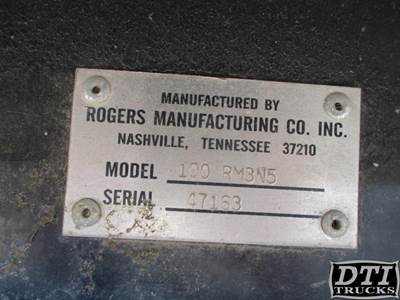 MANUFACTURED BY
ROGERS MANUFACTURING CO. INC.
NASHVILLE, TENNESSEE 37210
MODEL 100 RM3N5
SERIAL 47163
DTI
TRUCKS